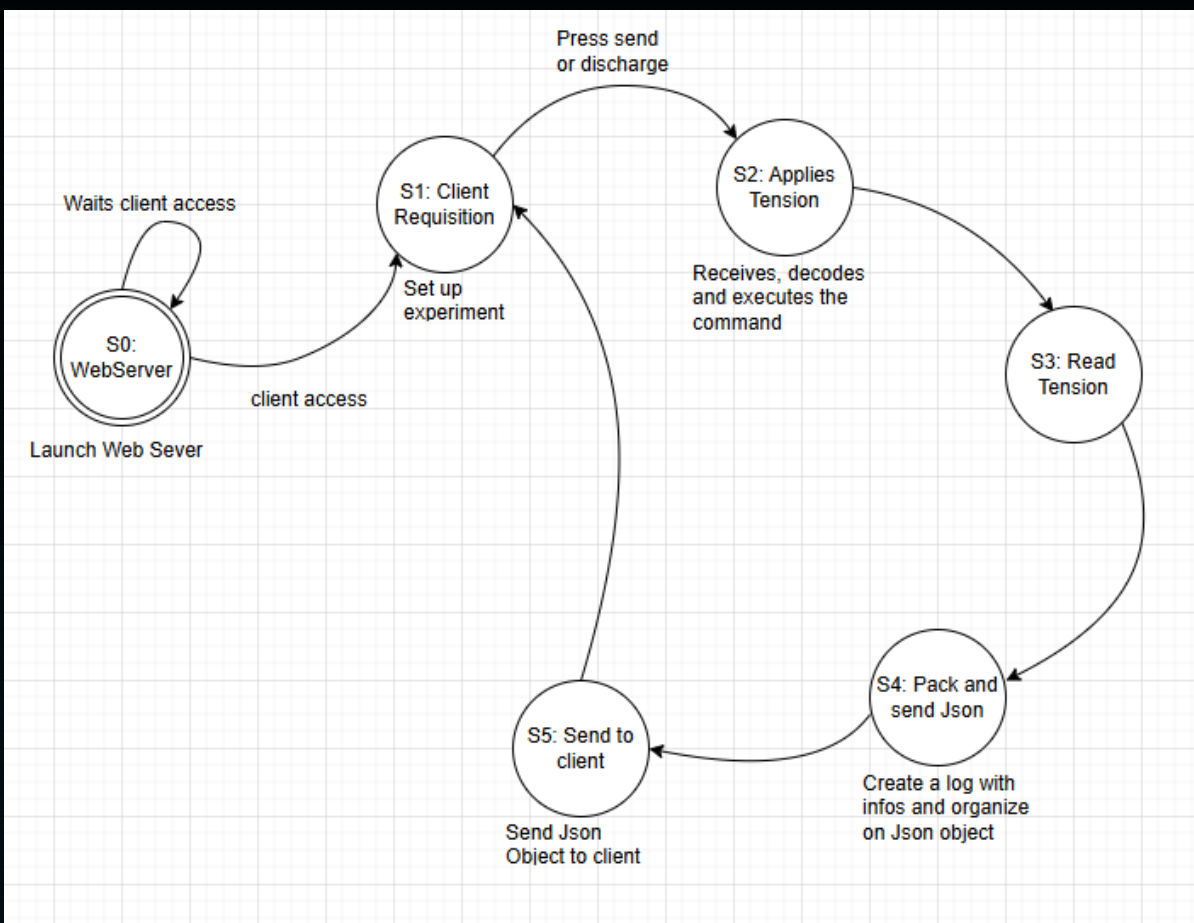 Press send
or discharge
S1: Client
Requisition
Set up
experiment
S2: Applies
Tension
Receives, decodes
and executes the
command
Waits client access
S0:
WebServer
Launch Web Sever
client access
S3: Read
Tension
S4: Pack and
send Json
Create a log with
infos and organize
on Json object
S5: Send to
client
Send Json
Object to client